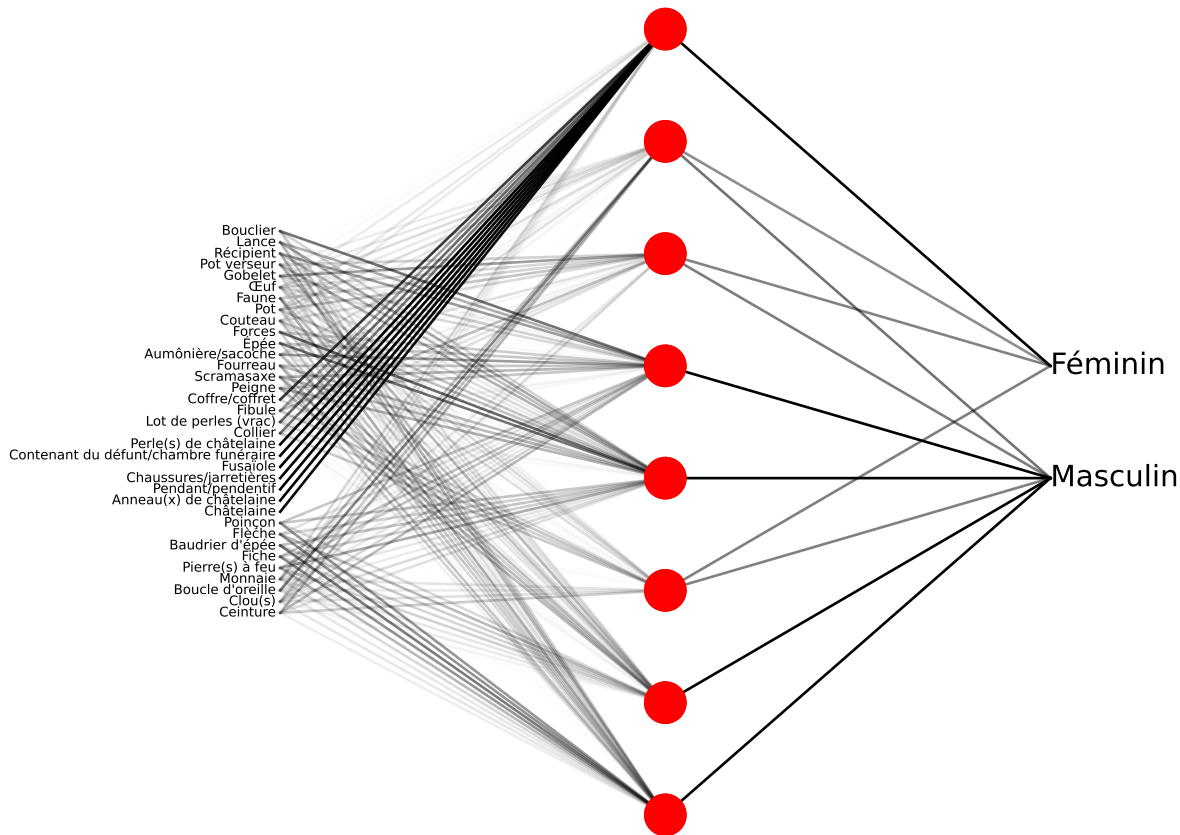 Bouclier
Lance
Récipient
Pot verseur
Gobelet
Œuf
Faune
Pot
Couteau
Forces
Épée
Aumônière/sacoche
Fourreau
Scramasaxe
Peigne
Coffre/coffret
Fibule
Lot de perles (vrac)
Collier
Perle(s) de châtelaine
Contenant du défunt/chambre funéraire
Fusaïole
Chaussures/jarretières
Pendant/pendentif
Anneau(x) de châtelaine
Châtelaine
Poinçon
Flèche
Baudrier d'épée
Fiche
Pierre(s) à feu
Monnaie
Boucle d'oreille
Clou(s)
Ceinture
Féminin
Masculin